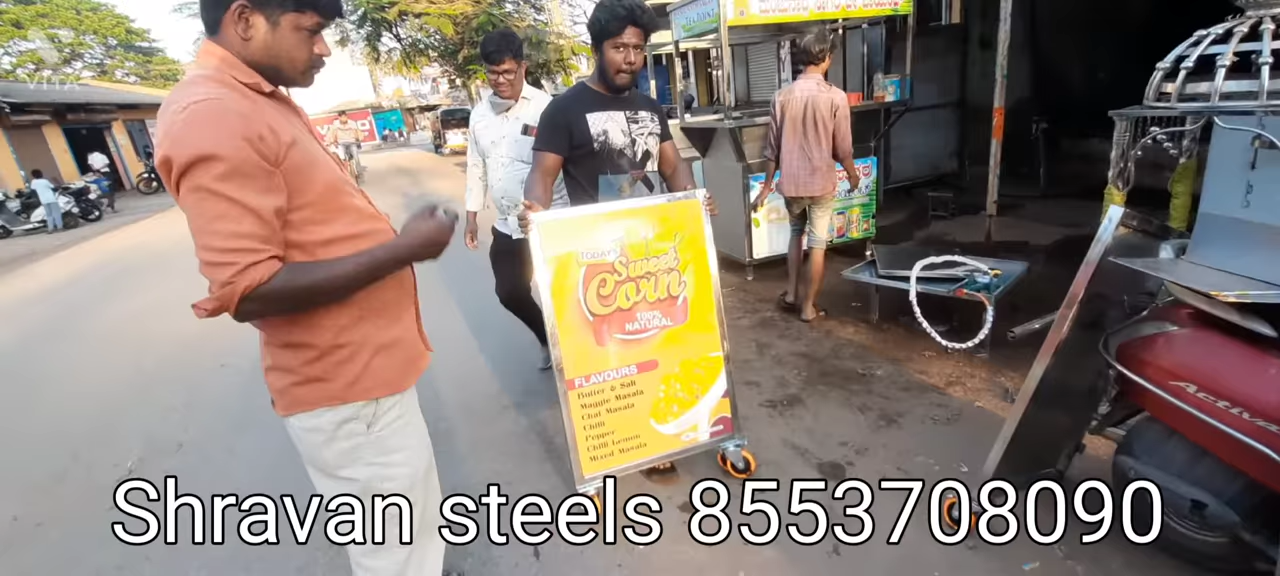 VITA
TODAY'S
Sweet
Corn
100%
NATURAL
FLAVOURS
Butter & Salt
Maggie Masala
Chat Masala
Chilli
Pepper
Chilli Lemon
Mixed Masala
Activa
Shravan steels 8553708090